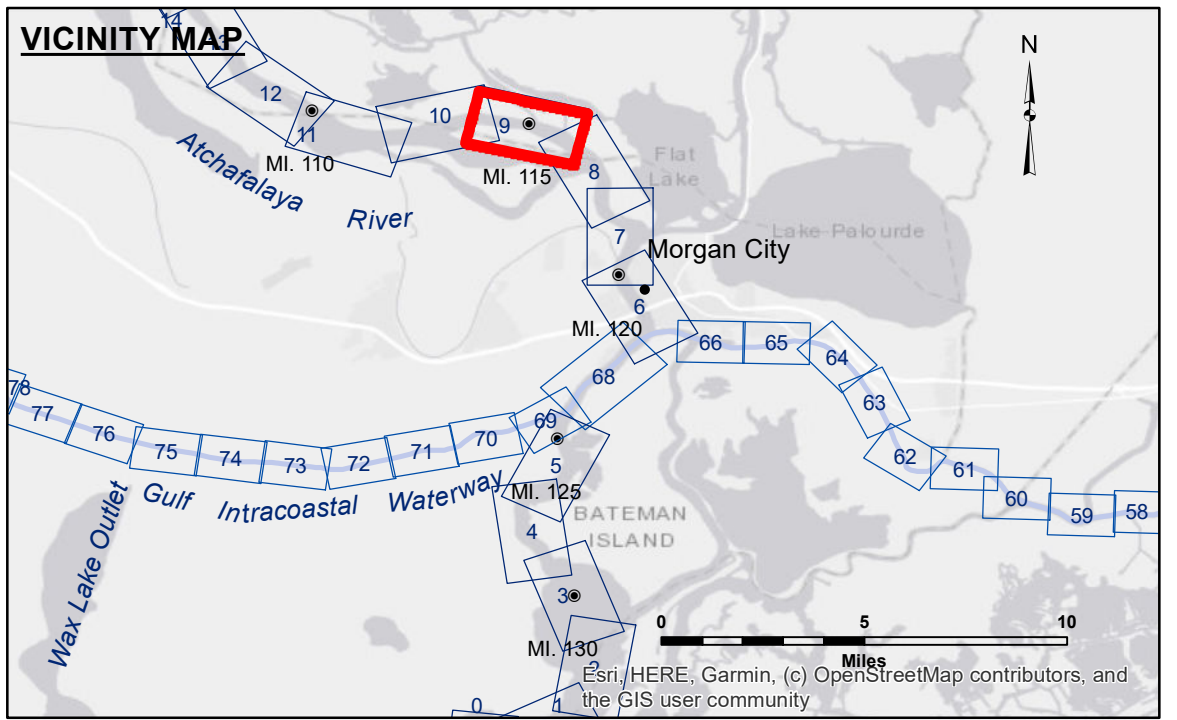 VICINITY MAP
14
13
12
11
MI. 110
10
9
MI. 115
8
7
6
MI. 120
N
Flat
Lake
Lake Palourde
Morgan City
Atchafalaya
River
66
65
64
63
62
61
60
59
58
68
69
70
71
72
73
74
75
76
77
78
5
MI. 125
4
3
MI. 130
2
1
0
BATEMAN
ISLAND
Gulf Intracoastal Waterway
Wax Lake Outlet
0 5 10
Miles
Esri, HERE, Garmin, (c) OpenStreetMap contributors, and
the GIS user community